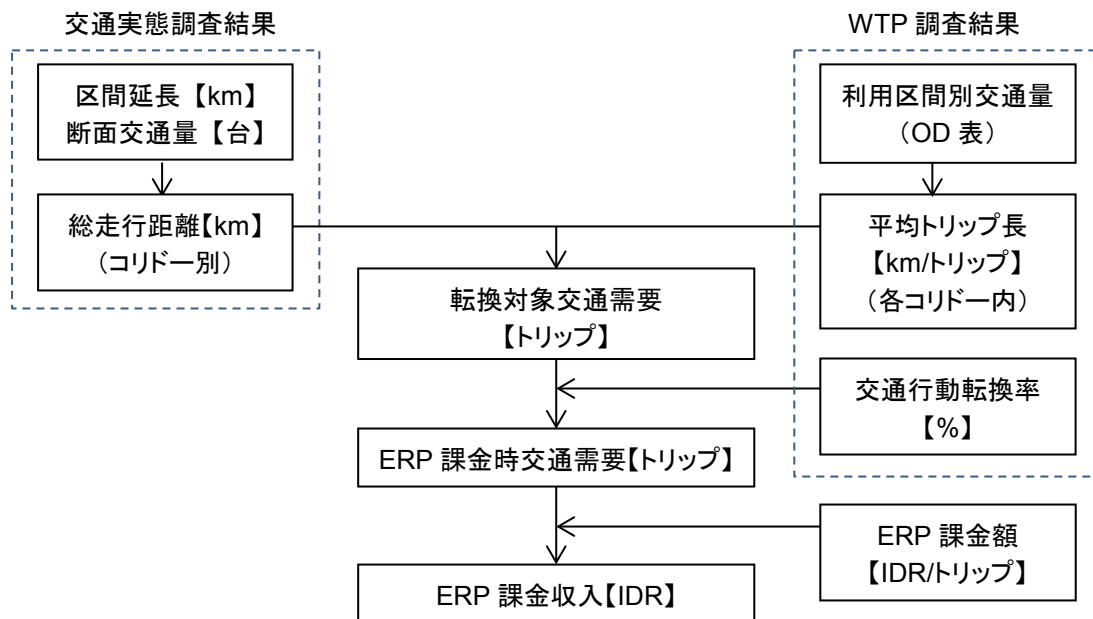 交通実態調査結果
WTP 調査結果
区間延長【km】
断面交通量【台】
利用区間別交通量
（OD 表）
総走行距離【km】
（コリドー別）
平均トリップ長
【km/トリップ】
（各コリドー内）
転換対象交通需要
【トリップ】
交通行動転換率
【%】
ERP 課金時交通需要【トリップ】
ERP 課金額
【IDR/トリップ】
ERP 課金収入【IDR】